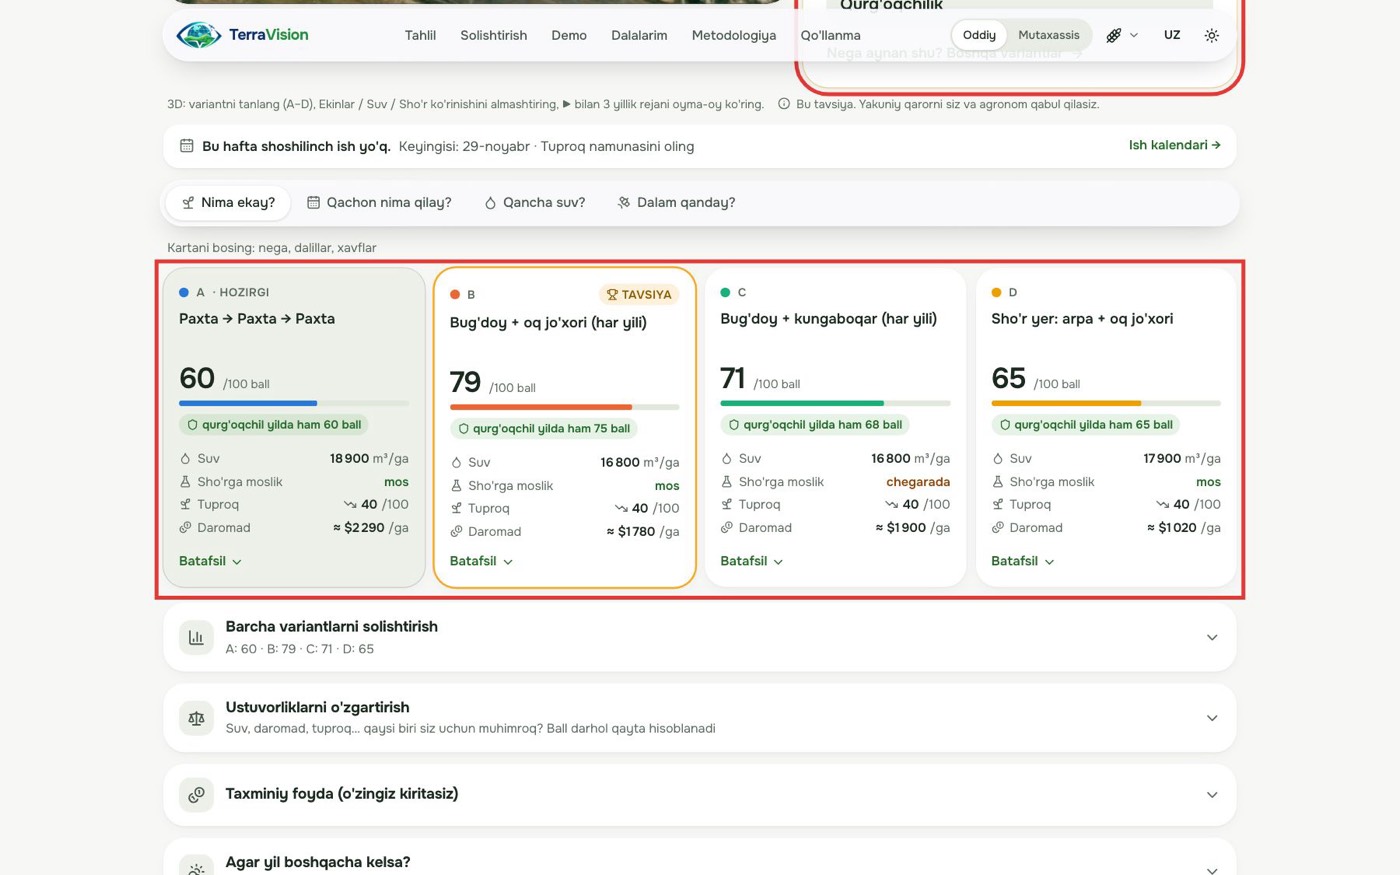 Qurg'oqchilik
TerraVision
Tahlil
Solishtirish
Demo
Dalalarim
Metodologiya
Qo'llanma
Oddiy
Mutaxassis
UZ
Nega aynan shu? Boshqa variantlar →
3D: variantni tanlang (A–D), Ekinlar / Suv / Sho'r ko'rinishini almashtiring, ▶ bilan 3 yillik rejani oyma-oy ko'ring.
Bu tavsiya. Yakuniy qarorni siz va agronom qabul qilasiz.
Bu hafta shoshilinch ish yo'q. Keyingisi: 29-noyabr · Tuproq namunasini oling
Ish kalendari →
Nima ekay?
Qachon nima qilay?
Qancha suv?
Dalam qanday?
Kartani bosing: nega, dalillar, xavflar
A · HOZIRGI
Paxta → Paxta → Paxta
60 /100 ball
qurg'oqchil yilda ham 60 ball
Suv 18 900 m³/ga
Sho'rga moslik mos
Tuproq 40 /100
Daromad ≈ $2 290 /ga
Batafsil
B TAVSIYA
Bug'doy + oq jo'xori (har yili)
79 /100 ball
qurg'oqchil yilda ham 75 ball
Suv 16 800 m³/ga
Sho'rga moslik mos
Tuproq 40 /100
Daromad ≈ $1 780 /ga
Batafsil
C
Bug'doy + kungaboqar (har yili)
71 /100 ball
qurg'oqchil yilda ham 68 ball
Suv 16 800 m³/ga
Sho'rga moslik chegarada
Tuproq 40 /100
Daromad ≈ $1 900 /ga
Batafsil
D
Sho'r yer: arpa + oq jo'xori
65 /100 ball
qurg'oqchil yilda ham 65 ball
Suv 17 900 m³/ga
Sho'rga moslik mos
Tuproq 40 /100
Daromad ≈ $1 020 /ga
Batafsil
Barcha variantlarni solishtirish
A: 60 · B: 79 · C: 71 · D: 65
Ustuvorliklarni o'zgartirish
Suv, daromad, tuproq... qaysi biri siz uchun muhimroq? Ball darhol qayta hisoblanadi
Taxminiy foyda (o'zingiz kiritasiz)
Agar yil boshqacha kelsa?